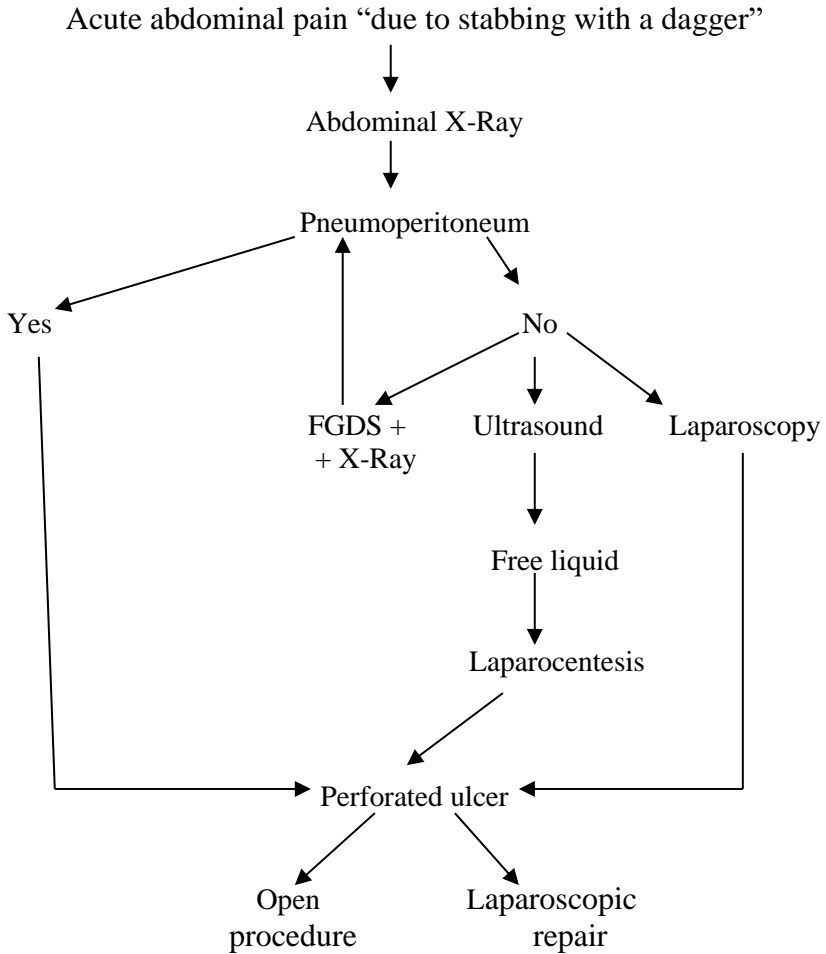 Acute abdominal pain “due to stabbing with a dagger”
Abdominal X-Ray
Pneumoperitoneum
Yes
No
FGDS +
+ X-Ray
Ultrasound
Laparoscopy
Free liquid
Laparocentesis
Perforated ulcer
Open
procedure
Laparoscopic
repair